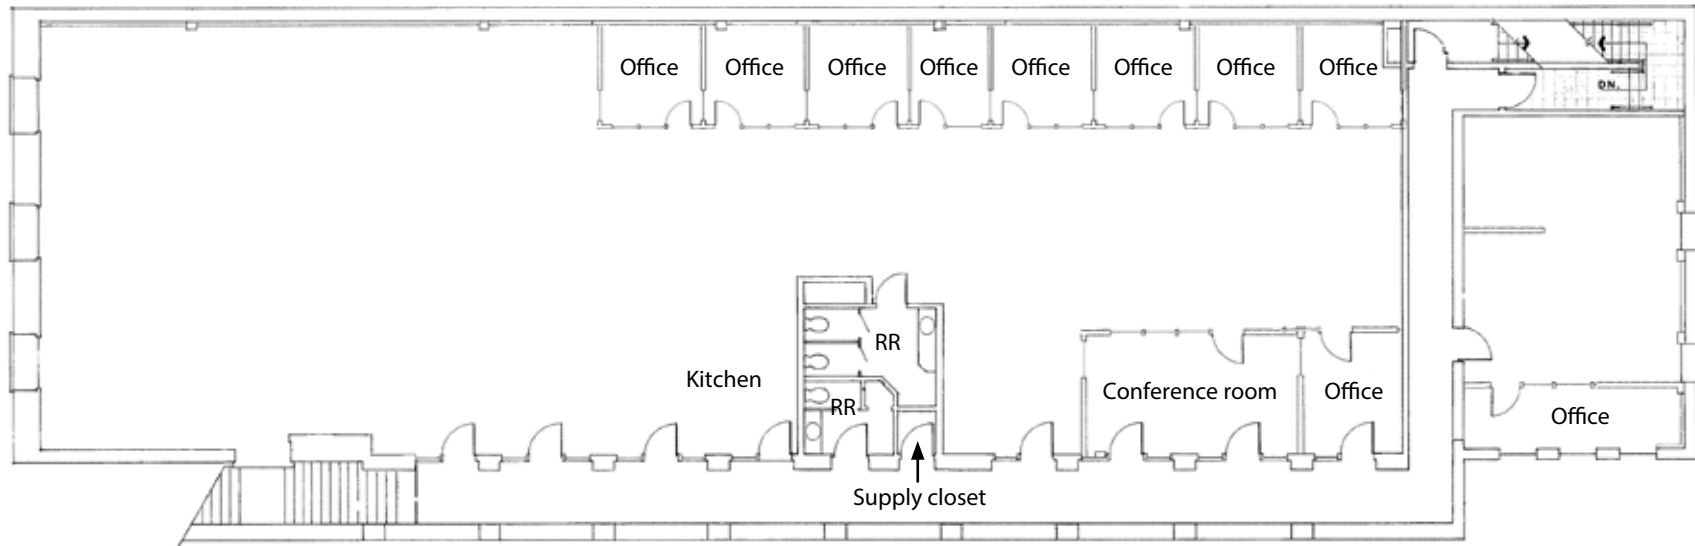 Office Office Office Office Office Office Office Office
DN.
RR
Kitchen
Conference room
Office
RR
Office
Supply closet